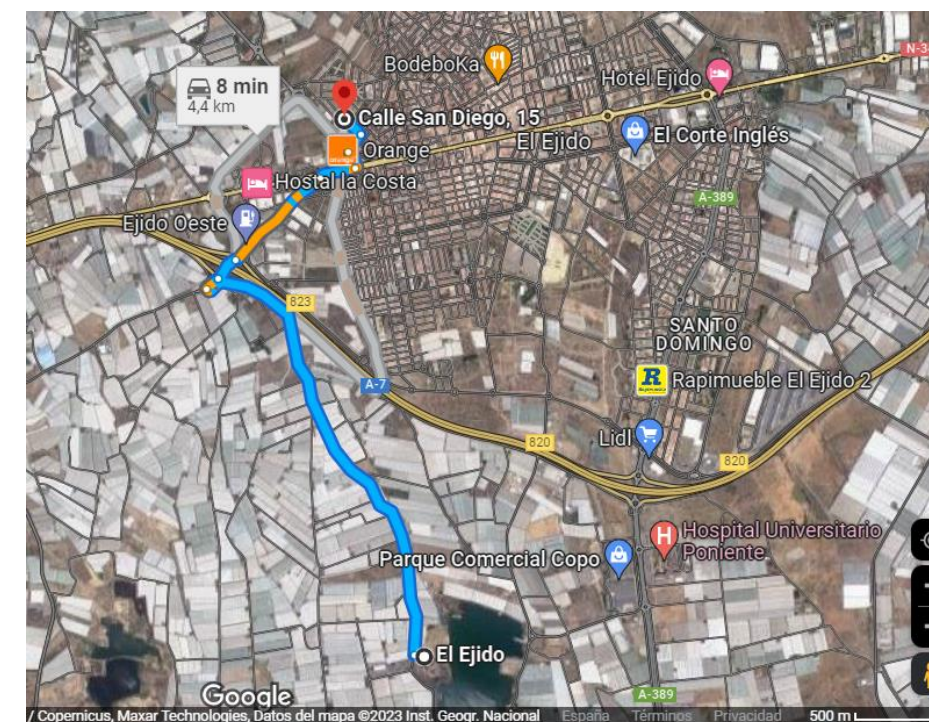 N-34
BodeboKa
Hotel Ejido
8 min
4,4 km
Calle San Diego, 15
El Ejido
El Corte Inglés
Orange
Hostal la Costa
A-389
Ejido Oeste
823
SANTO
DOMINGO
A-7
R
Rapimueble El Ejido 2
Lidl
820
820
H
Hospital Universitario
Poniente
Parque Comercial Copo
El Ejido
Google
A-389
/ Copernicus, Maxar Technologies, Datos del mapa ©2023 Inst. Geogr. Nacional España Términos Privacidad 500 m